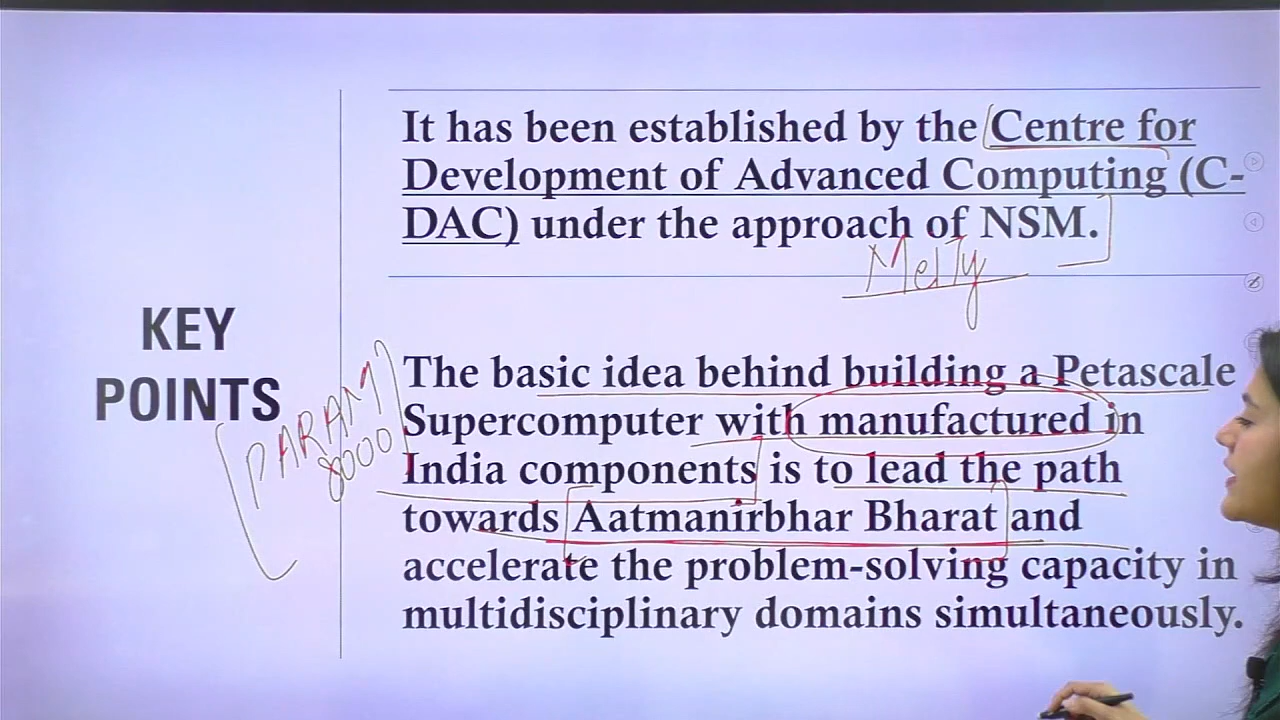 It has been established by the Centre for
Development of Advanced Computing (C-
DAC) under the approach of NSM.
MeITy
KEY
POINTS
PARAM
8000
The basic idea behind building a Petascale
Supercomputer with manufactured in
India components is to lead the path
towards Aatmanirbhar Bharat and
accelerate the problem-solving capacity in
multidisciplinary domains simultaneously.